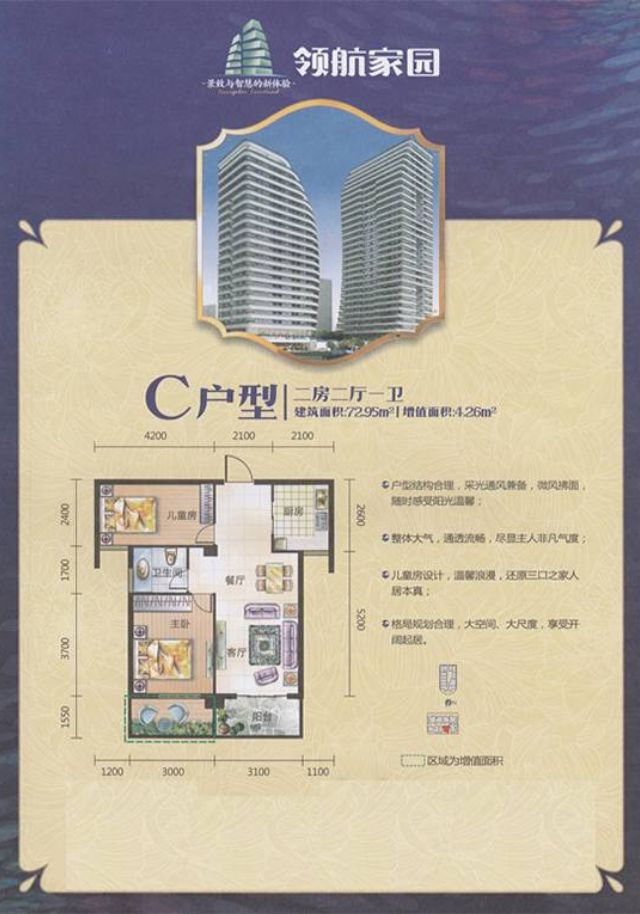 领航家园
·景致与智慧的新体验·
C户型
二房二厅一卫
建筑面积:72.95m²|增值面积:4.26m²
4200 2100 2100
2400
1700
3700
1550
2600
5200
儿童房
厨房
卫生间
餐厅
主卧
客厅
阳台
1200 3000 3100 1100
户型结构合理，采光通风兼备，微风拂面，
随时感受阳光温馨；
整体大气，通透流畅，尽显主人非凡气度；
儿童房设计，温馨浪漫，还原三口之家人
居本真；
格局规划合理，大空间、大尺度，享受开
阔起居。
区域为增值面积